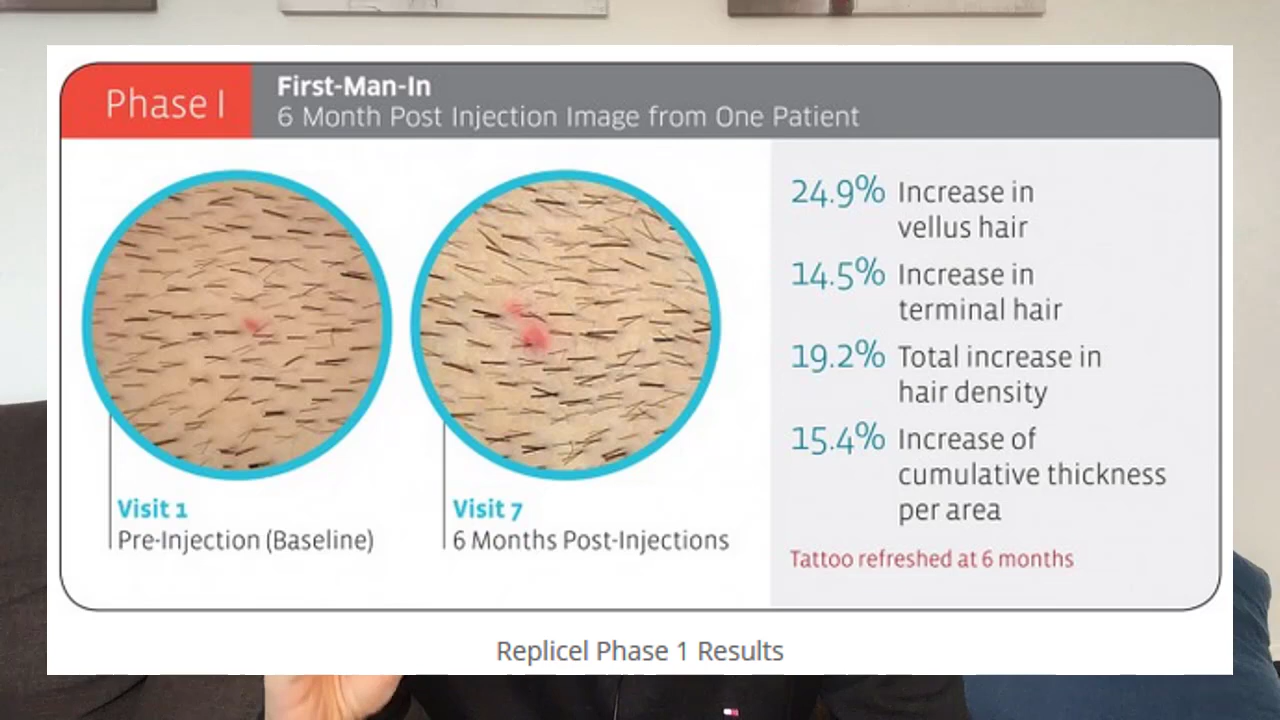 Phase I
First-Man-In
6 Month Post Injection Image from One Patient
24.9% Increase in
vellus hair
14.5% Increase in
terminal hair
19.2% Total increase in
hair density
15.4% Increase of
cumulative thickness
per area
Tattoo refreshed at 6 months
Visit 1
Pre-Injection (Baseline)
Visit 7
6 Months Post-Injections
Replicel Phase 1 Results